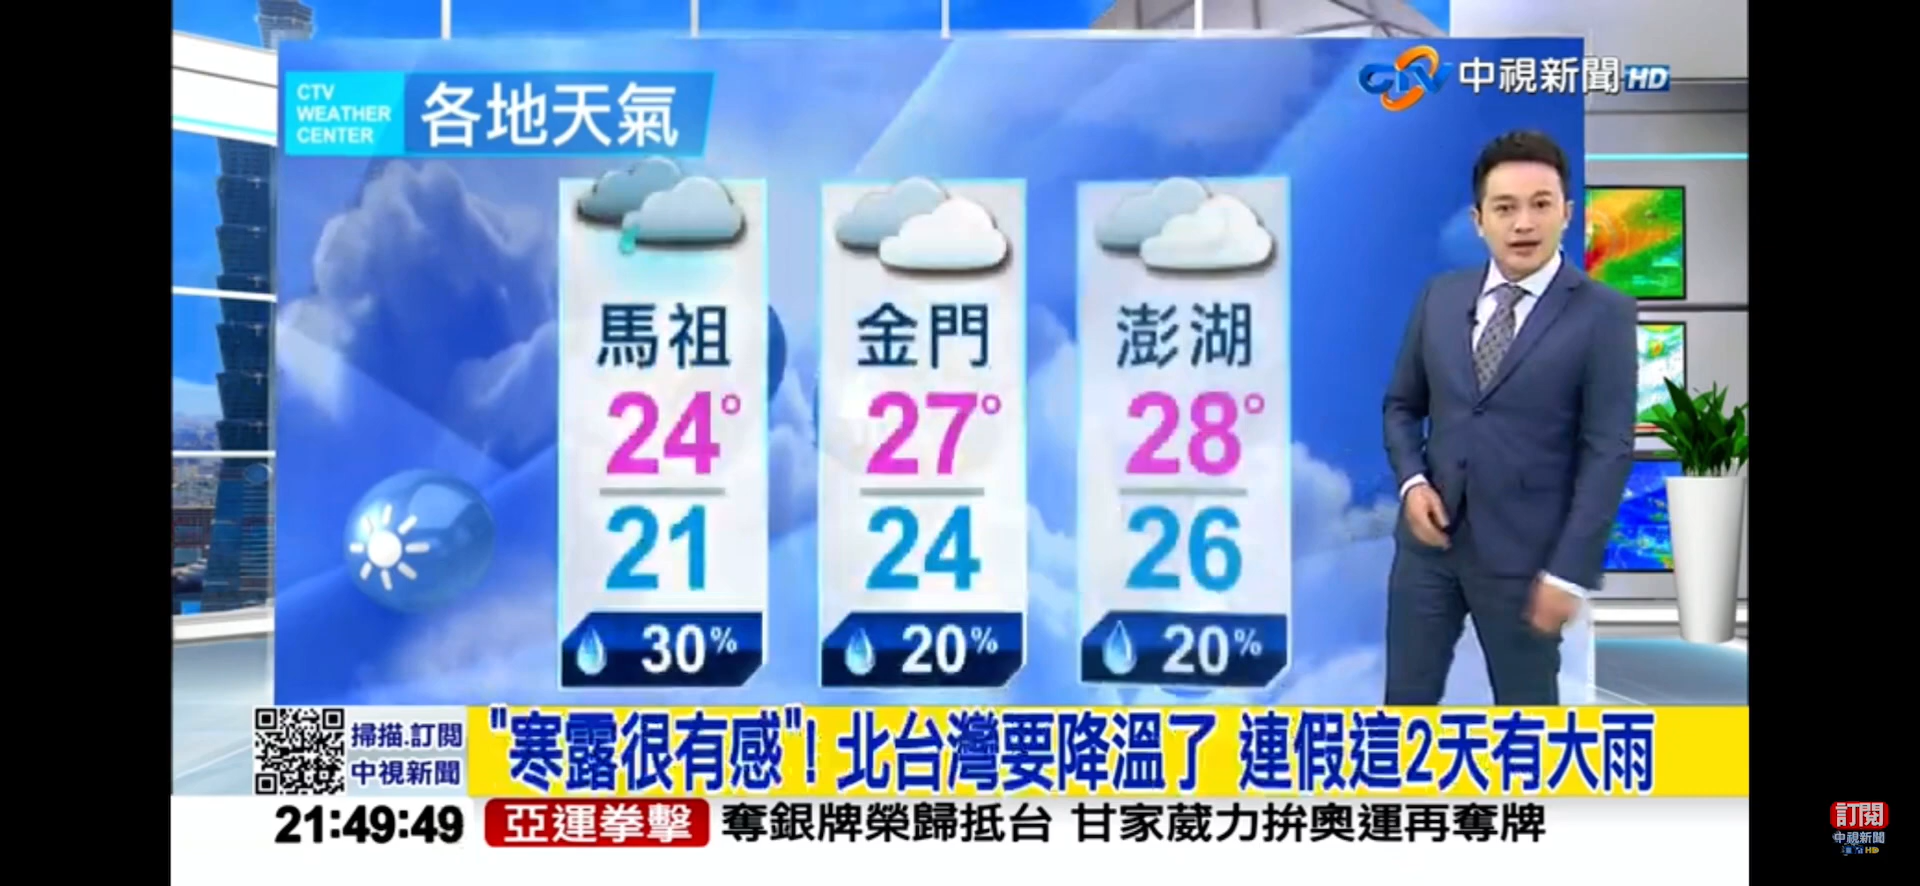 CTV
WEATHER
CENTER
各地天氣
CTV 中視新聞 HD
馬祖
24°
21
30%
金門
27°
24
20%
澎湖
28°
26
20%
掃描.訂閱
中視新聞
"寒露很有感"! 北台灣要降溫了 連假這2天有大雨
21:49:49
亞運拳擊 奪銀牌榮歸抵台 甘家葳力拚奧運再奪牌
訂閱
中視新聞
HD